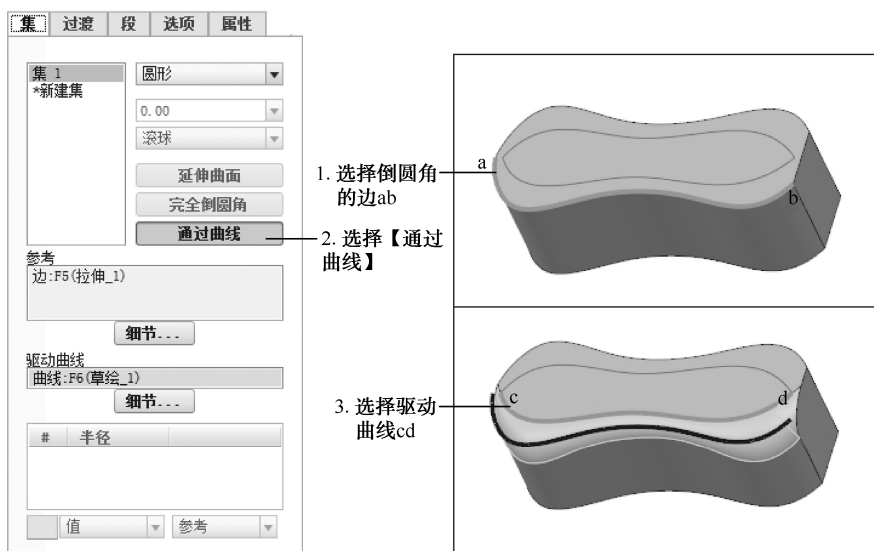 集 过渡 段 选项 属性
集 1
*新建集
圆形
0.00
滚球
延伸曲面
完全倒圆角
通过曲线
参考
边:F5(拉伸_1)
细节...
驱动曲线
曲线:F6(草绘_1)
细节...
# 半径
值 参考
1. 选择倒圆角
的边ab
2. 选择【通过
曲线】
3. 选择驱动
曲线cd
a
b
c
d